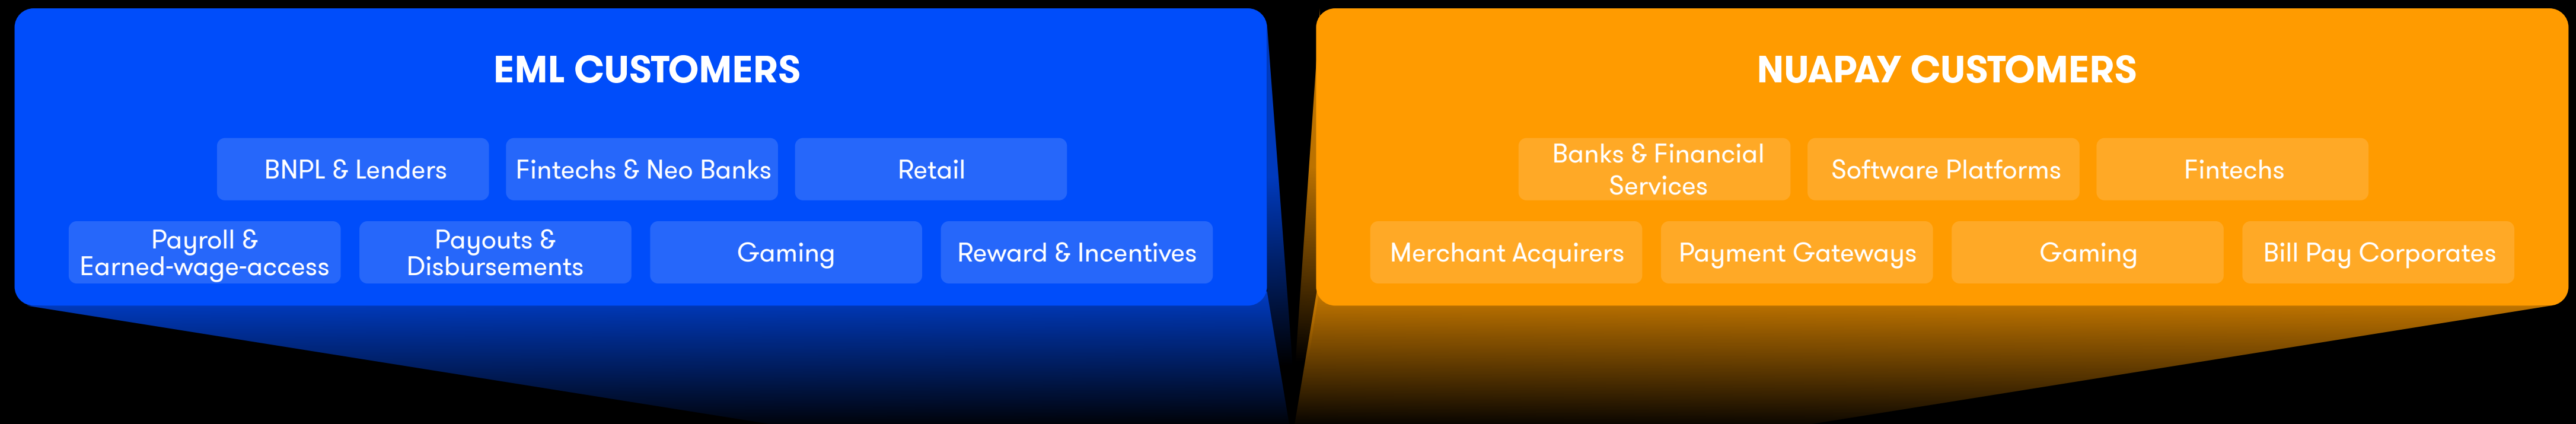 EML CUSTOMERS
BNPL & Lenders
Fintechs & Neo Banks
Retail
Payroll &
Earned-wage-access
Payouts &
Disbursements
Gaming
Reward & Incentives
NUAPAY CUSTOMERS
Banks & Financial
Services
Software Platforms
Fintechs
Merchant Acquirers
Payment Gateways
Gaming
Bill Pay Corporates